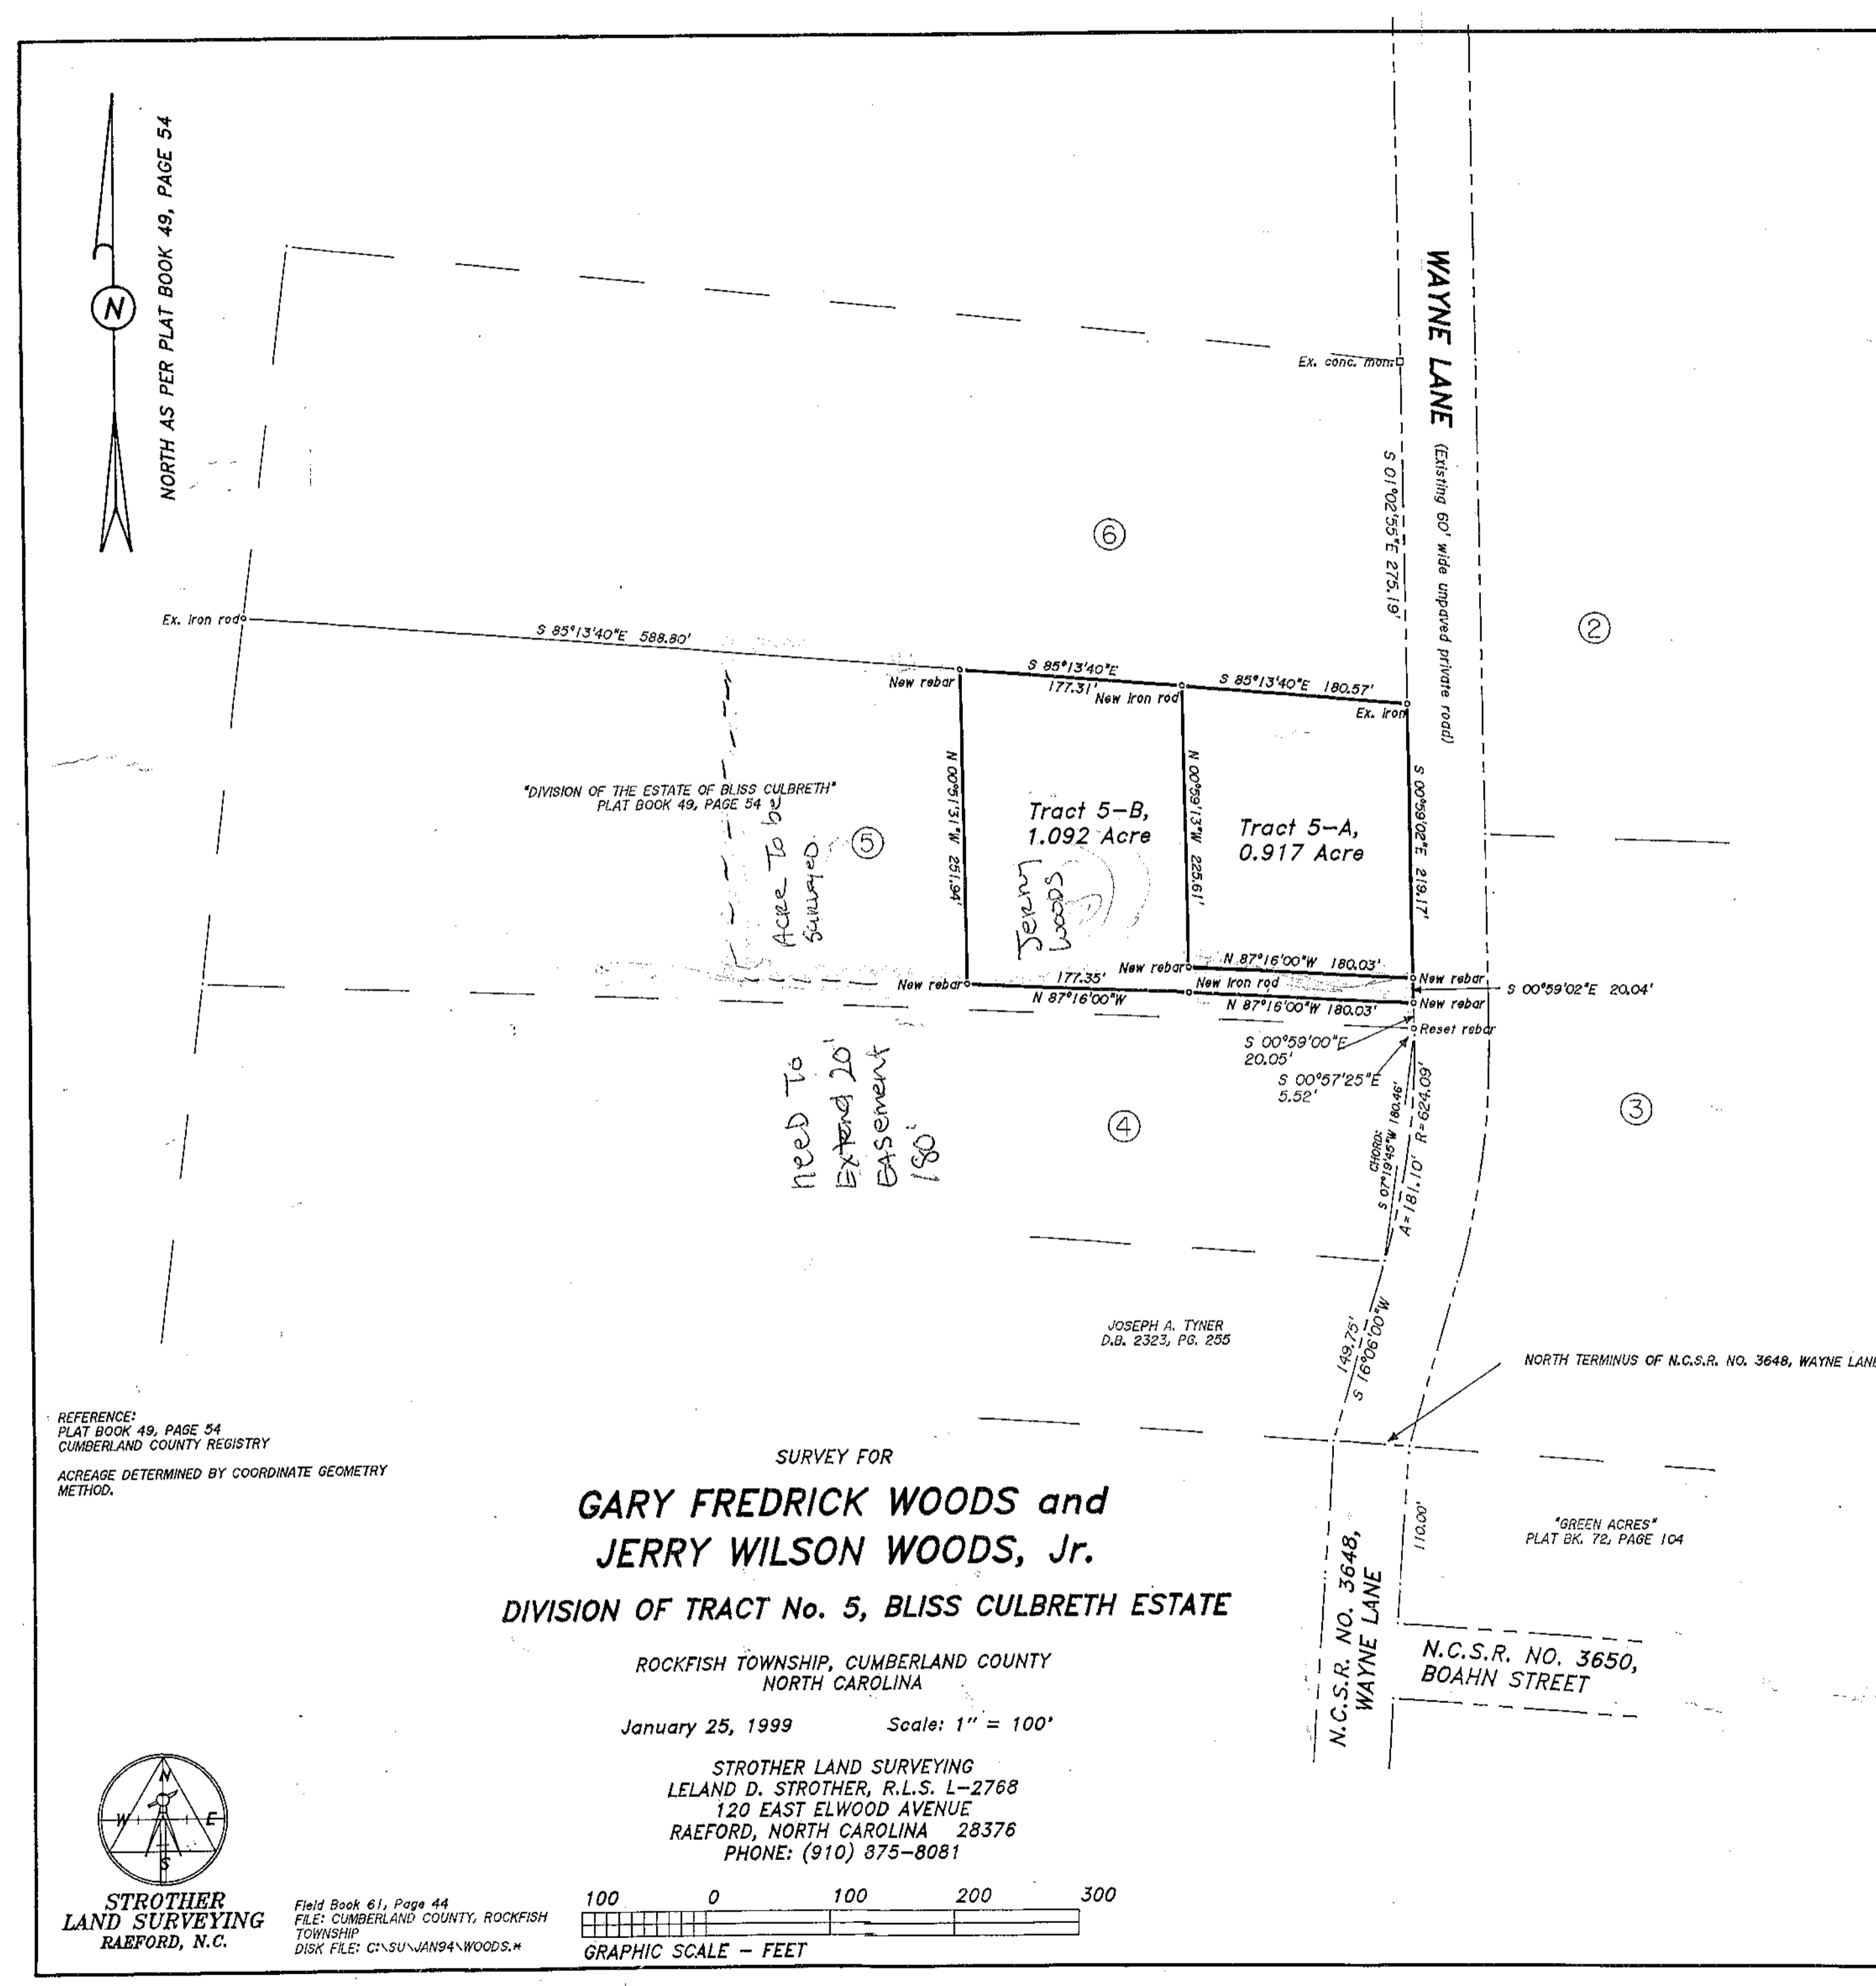 NORTH AS PER PLAT BOOK 49, PAGE 54
N
WAYNE LANE (Existing 60' wide unpaved private road)
Ex. conc. mon.
S 01°02'55"E 275.19'
6
2
Ex. iron rod
S 85°13'40"E 588.80'
S 85°13'40"E
177.31'
S 85°13'40"E 180.57'
New rebar
New iron rod
Ex. iron
"DIVISION OF THE ESTATE OF BLISS CULBRETH"
PLAT BOOK 49, PAGE 54
5
Acre To be
Surveyed
N 00°51'31"W 251.94'
Tract 5-B,
1.092 Acre
Jerry
Woods
N 00°59'13"W 225.61'
Tract 5-A,
0.917 Acre
S 00°59'02"E 219.17'
New rebar
177.35'
N 87°16'00"W
New rebar
N 87°16'00"W 180.03'
New iron rod
N 87°16'00"W 180.03'
New rebar
New rebar
S 00°59'02"E 20.04'
Reset rebar
S 00°59'00"E
20.05'
S 00°57'25"E
5.52'
need To
Extend 20'
Easement
180'
4
3
CHORD:
S 07°19'45"W 180.46'
A=181.10' R=624.09'
JOSEPH A. TYNER
D.B. 2323, PG. 255
149.75'
S 16°06'00"W
NORTH TERMINUS OF N.C.S.R. NO. 3648, WAYNE LANE
REFERENCE:
PLAT BOOK 49, PAGE 54
CUMBERLAND COUNTY REGISTRY
ACREAGE DETERMINED BY COORDINATE GEOMETRY
METHOD.
SURVEY FOR
GARY FREDRICK WOODS and
JERRY WILSON WOODS, Jr.
DIVISION OF TRACT No. 5, BLISS CULBRETH ESTATE
ROCKFISH TOWNSHIP, CUMBERLAND COUNTY
NORTH CAROLINA
January 25, 1999 Scale: 1" = 100'
STROTHER LAND SURVEYING
LELAND D. STROTHER, R.L.S. L-2768
120 EAST ELWOOD AVENUE
RAEFORD, NORTH CAROLINA 28376
PHONE: (910) 875-8081
110.00'
"GREEN ACRES"
PLAT BK. 72, PAGE 104
N.C.S.R. NO. 3648,
WAYNE LANE
N.C.S.R. NO. 3650,
BOAHN STREET
N
W E
S
STROTHER
LAND SURVEYING
RAEFORD, N.C.
Field Book 61, Page 44
FILE: CUMBERLAND COUNTY, ROCKFISH
TOWNSHIP
DISK FILE: C:\SU\JAN94\WOODS.*
100 0 100 200 300
GRAPHIC SCALE - FEET